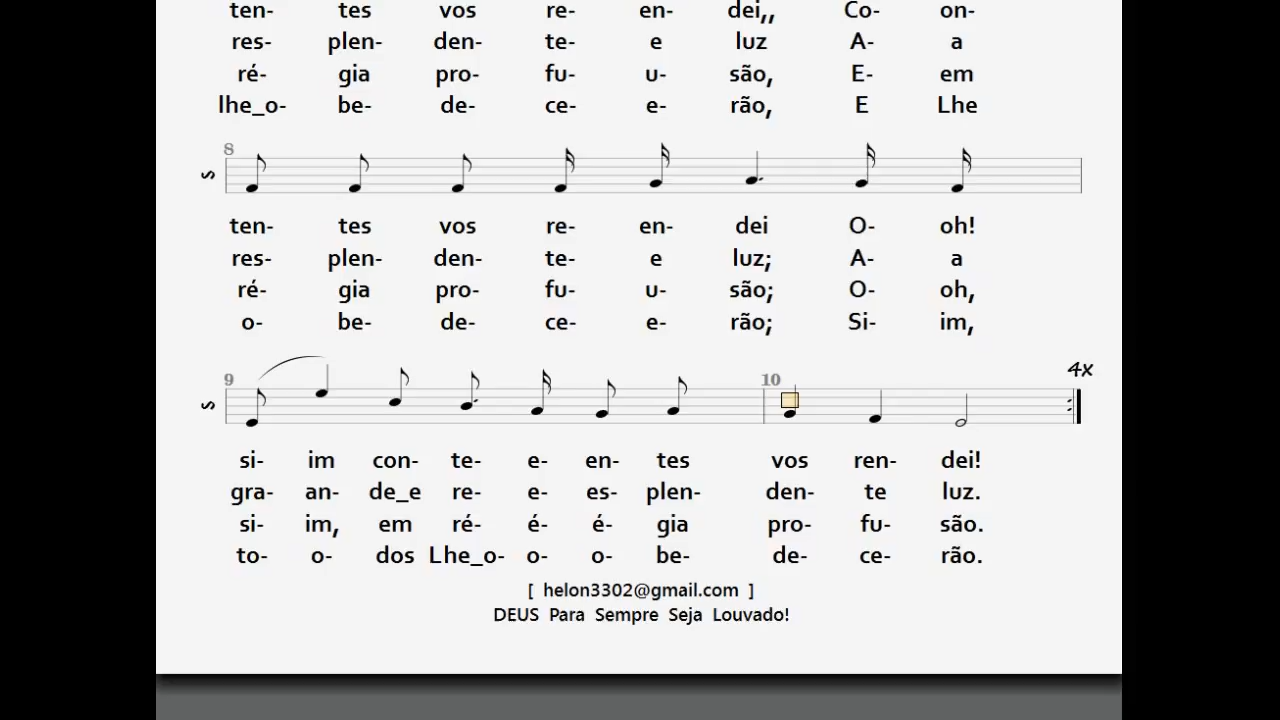 ten- tes vos re- en- dei,, Co- on-
res- plen- den- te- e luz A- a
ré- gia pro- fu- u- são, E- em
lhe_o- be- de- ce- e- rão, E Lhe
8
S
ten- tes vos re- en- dei O- oh!
res- plen- den- te- e luz; A- a
ré- gia pro- fu- u- são; O- oh,
o- be- de- ce- e- rão; Si- im,
4x
9 10
S
si- im con- te- e- en- tes vos ren- dei!
gra- an- de_e re- e- es- plen- den- te luz.
si- im, em ré- é- é- gia pro- fu- são.
to- o- dos Lhe_o- o- o- be- de- ce- rão.
[ helon3302@gmail.com ]
DEUS Para Sempre Seja Louvado!